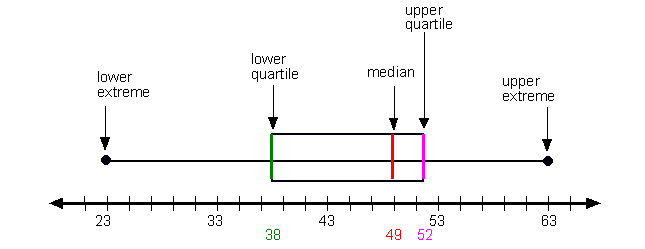 upper
quartile
lower
quartile
median
lower
extreme
upper
extreme
23 33 43 53 63
38 49 52